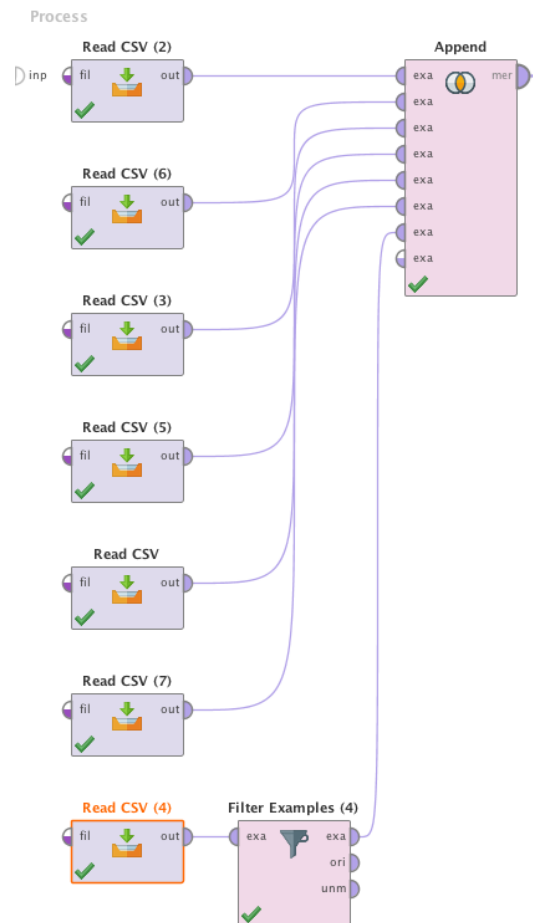 Process
Read CSV (2)
Append
inp
fil
out
exa
mer
exa
exa
Read CSV (6)
exa
fil
out
exa
exa
exa
exa
Read CSV (3)
fil
out
Read CSV (5)
fil
out
Read CSV
fil
out
Read CSV (7)
fil
out
Read CSV (4)
Filter Examples (4)
fil
out
exa
exa
ori
unm